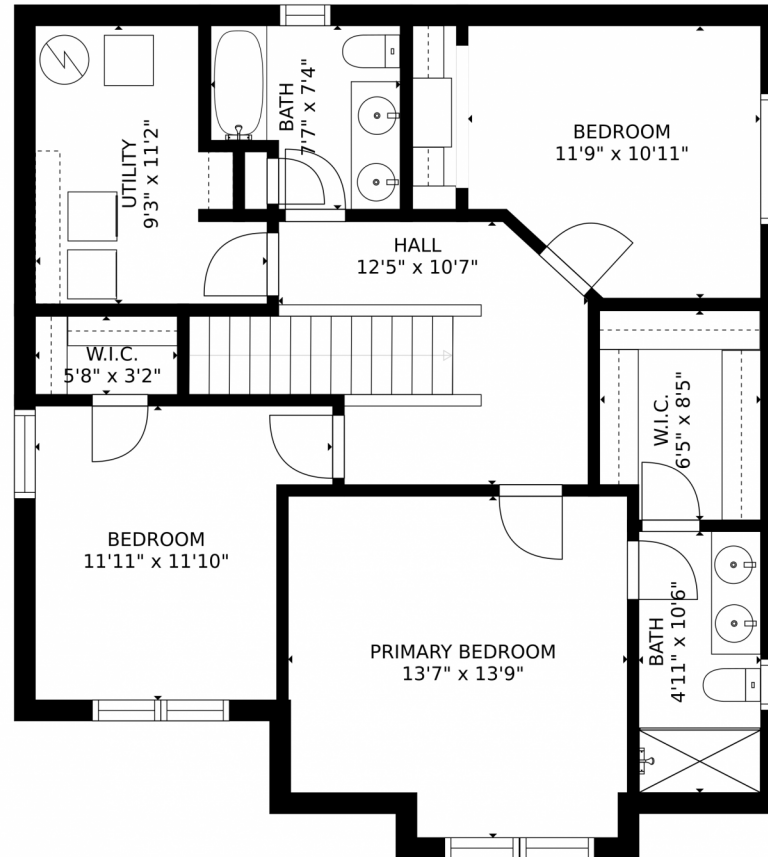 BATH
7'7" x 7'4"
UTILITY
9'3" x 11'2"
BEDROOM
11'9" x 10'11"
HALL
12'5" x 10'7"
W.I.C.
5'8" x 3'2"
W.I.C.
6'5" x 8'5"
BEDROOM
11'11" x 11'10"
PRIMARY BEDROOM
13'7" x 13'9"
BATH
4'11" x 10'6"